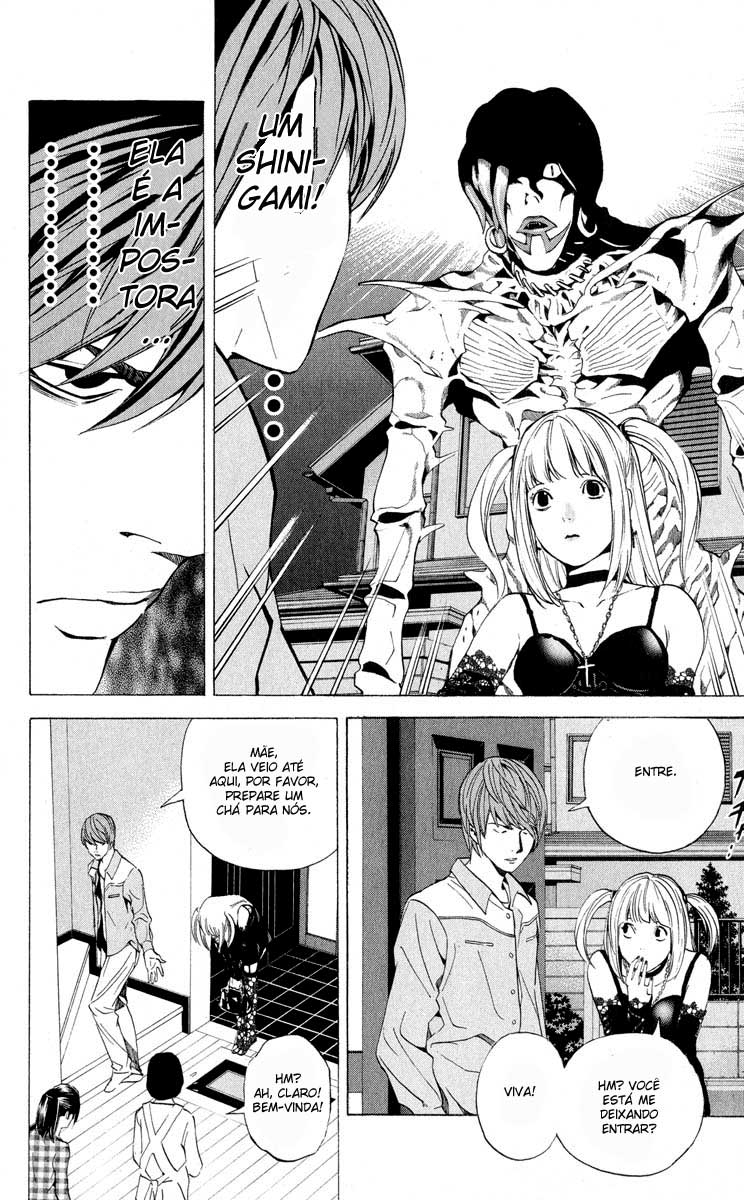 UM
SHINI-
GAMI!
...
ELA
É A
IM-
POS-
TORA
...
ENTRE.
HM? VOCÊ
ESTÁ ME
DEIXANDO
ENTRAR?
VIVA!
MÃE,
ELA VEIO ATÉ
AQUI, POR FAVOR,
PREPARE UM
CHÁ PARA NÓS.
HM?
AH, CLARO!
BEM-VINDA!